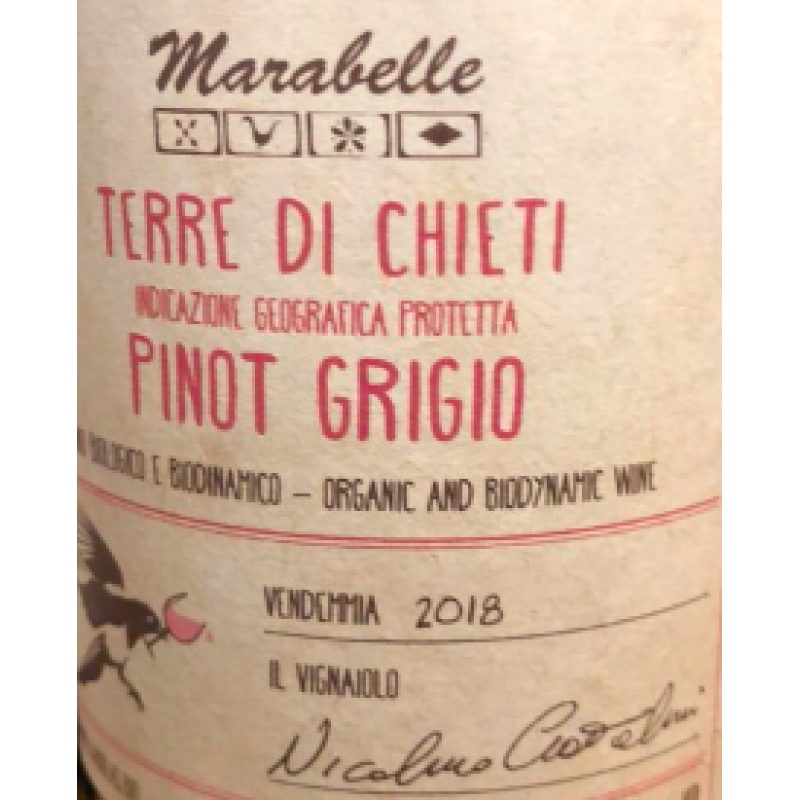 Marabelle
TERRE DI CHIETI
INDICAZIONE GEOGRAFICA PROTETTA
PINOT GRIGIO
BIOLOGICO E BIODINAMICO – ORGANIC AND BIODYNAMIC WINE
VENDEMMIA 2018
IL VIGNAIOLO
Nicolino